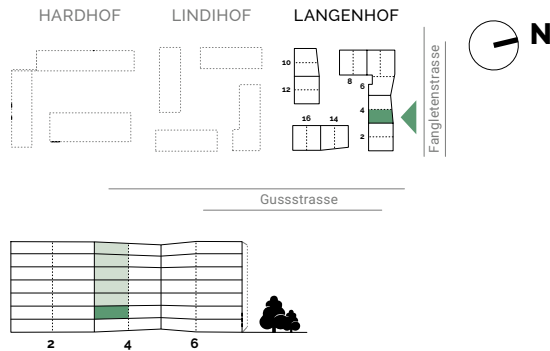 HARDHOF LINDIHOF LANGENHOF
N
10
8
6
12
4
16 14
2
Fangletenstrasse
Gussstrasse
2 4 6